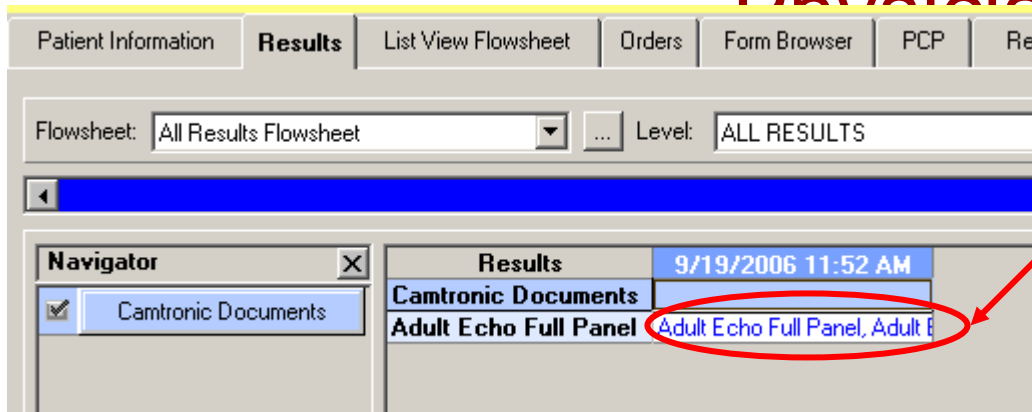 Patient Information Results List View Flowsheet Orders Form Browser PCP Re
Flowsheet: All Results Flowsheet ... Level: ALL RESULTS
Navigator X Results 9/19/2006 11:52 AM
Camtronic Documents Camtronic Documents
Adult Echo Full Panel Adult Echo Full Panel, Adult E